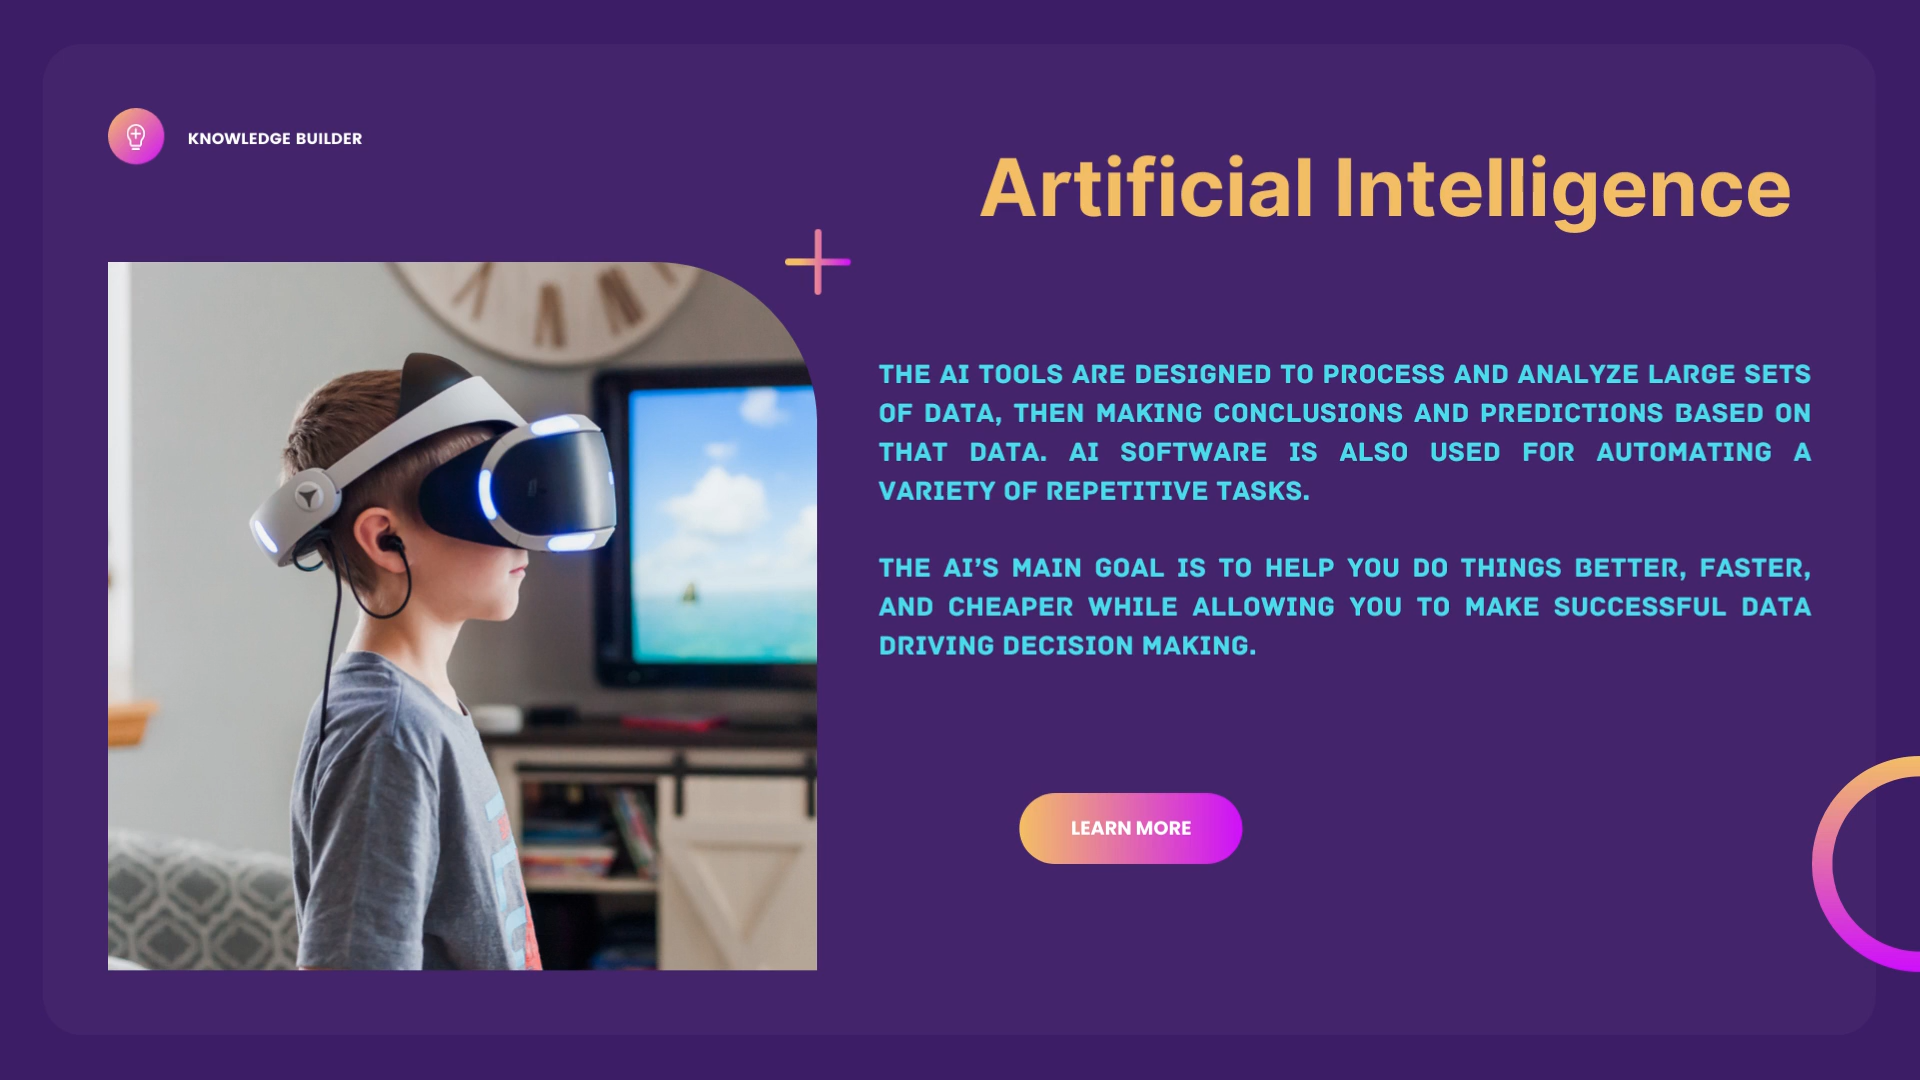 KNOWLEDGE BUILDER
Artificial Intelligence
THE AI TOOLS ARE DESIGNED TO PROCESS AND ANALYZE LARGE SETS
OF DATA, THEN MAKING CONCLUSIONS AND PREDICTIONS BASED ON
THAT DATA. AI SOFTWARE IS ALSO USED FOR AUTOMATING A
VARIETY OF REPETITIVE TASKS.
THE AI’S MAIN GOAL IS TO HELP YOU DO THINGS BETTER, FASTER,
AND CHEAPER WHILE ALLOWING YOU TO MAKE SUCCESSFUL DATA
DRIVING DECISION MAKING.
LEARN MORE